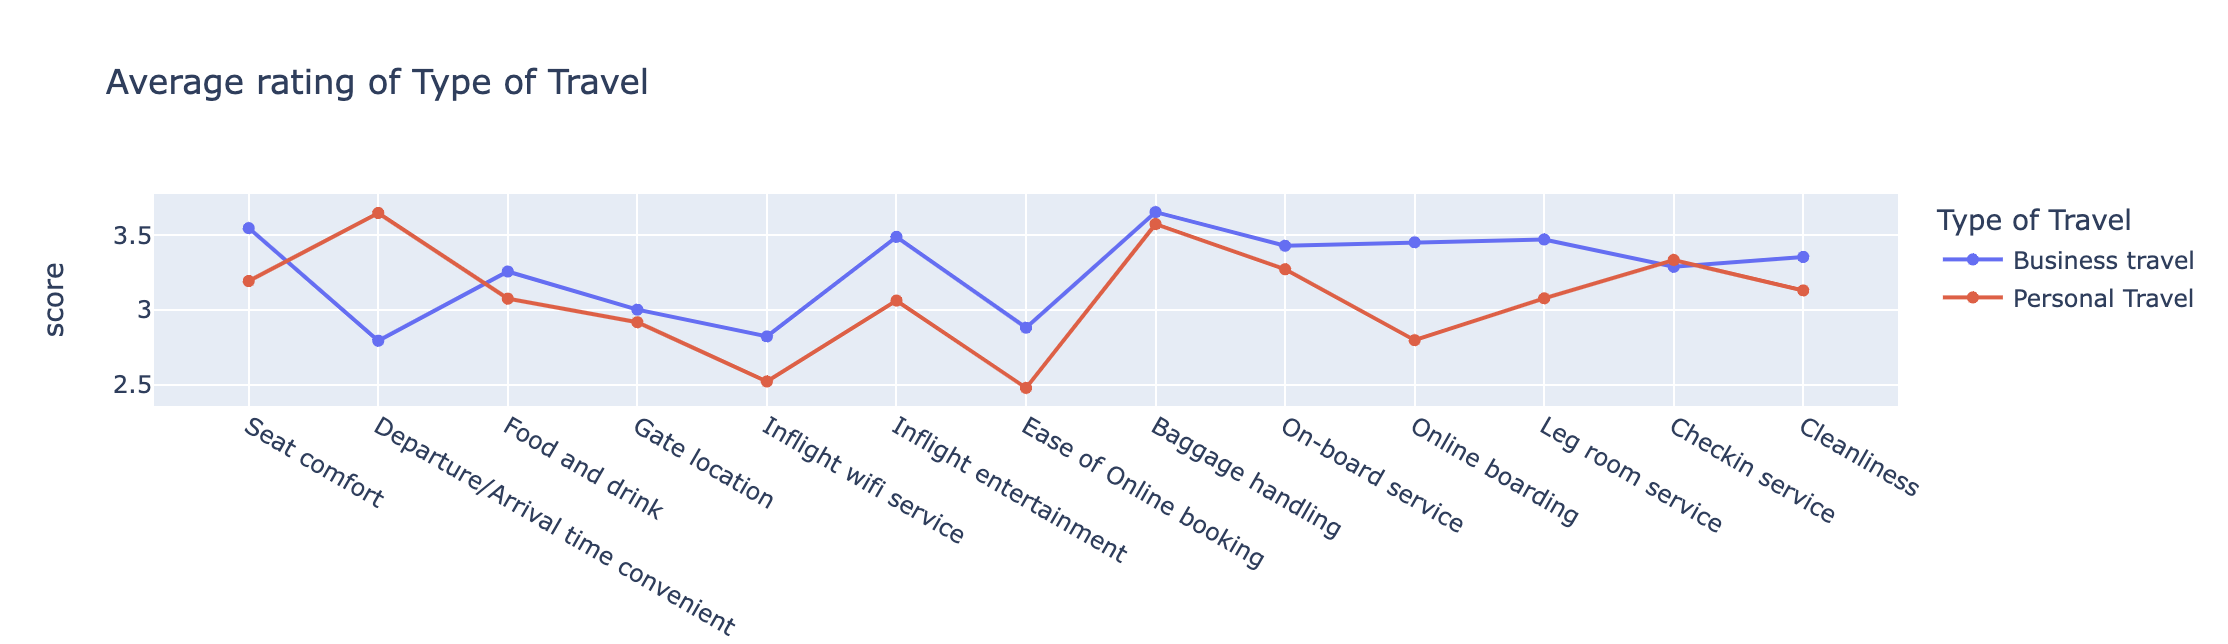 Average rating of Type of Travel
score
3.5
3
2.5
Seat comfort
Departure/Arrival time convenient
Food and drink
Gate location
Inflight wifi service
Inflight entertainment
Ease of Online booking
Baggage handling
On-board service
Online boarding
Leg room service
Checkin service
Cleanliness
Type of Travel
Business travel
Personal Travel